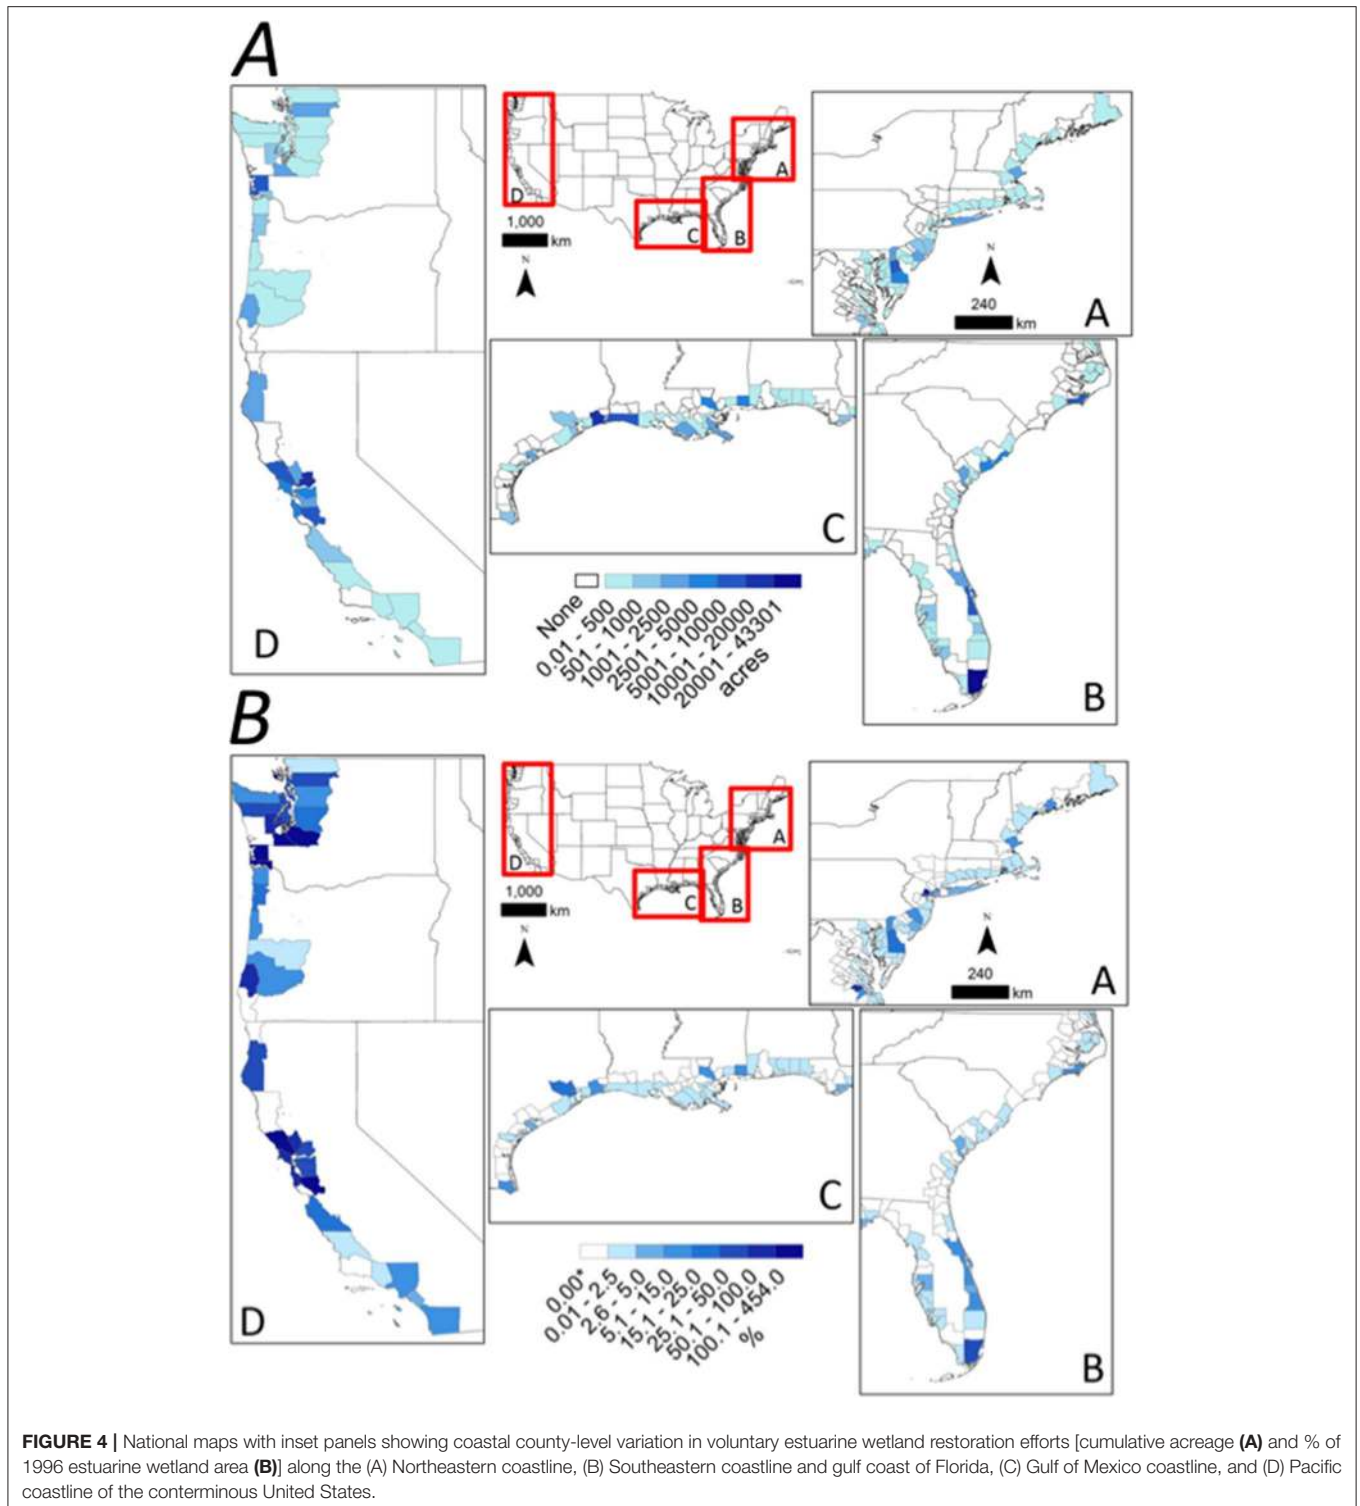 A
D
1,000
km
N
D
C
B
A
N
240
km
A
C
B
None
0.01 - 500
501 - 1000
1001 - 2500
2501 - 5000
5001 - 10000
10001 - 20000
20001 - 43301
acres
B
D
1,000
km
N
D
C
B
A
N
240
km
A
C
B
0.00*
0.01 - 2.5
2.6 - 5.0
5.1 - 15.0
15.1 - 25.0
25.1 - 50.0
50.1 - 100.0
100.1 - 454.0
%
FIGURE 4 | National maps with inset panels showing coastal county-level variation in voluntary estuarine wetland restoration efforts [cumulative acreage (A) and % of
1996 estuarine wetland area (B)] along the (A) Northeastern coastline, (B) Southeastern coastline and gulf coast of Florida, (C) Gulf of Mexico coastline, and (D) Pacific
coastline of the conterminous United States.